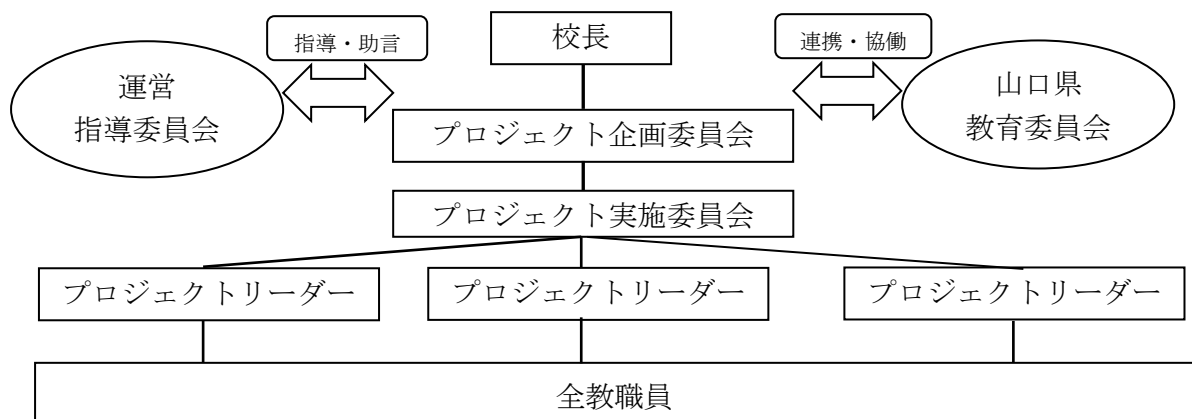 指導・助言
校長
連携・協働
運営
指導委員会
山口県
教育委員会
プロジェクト企画委員会
プロジェクト実施委員会
プロジェクトリーダー
プロジェクトリーダー
プロジェクトリーダー
全教職員